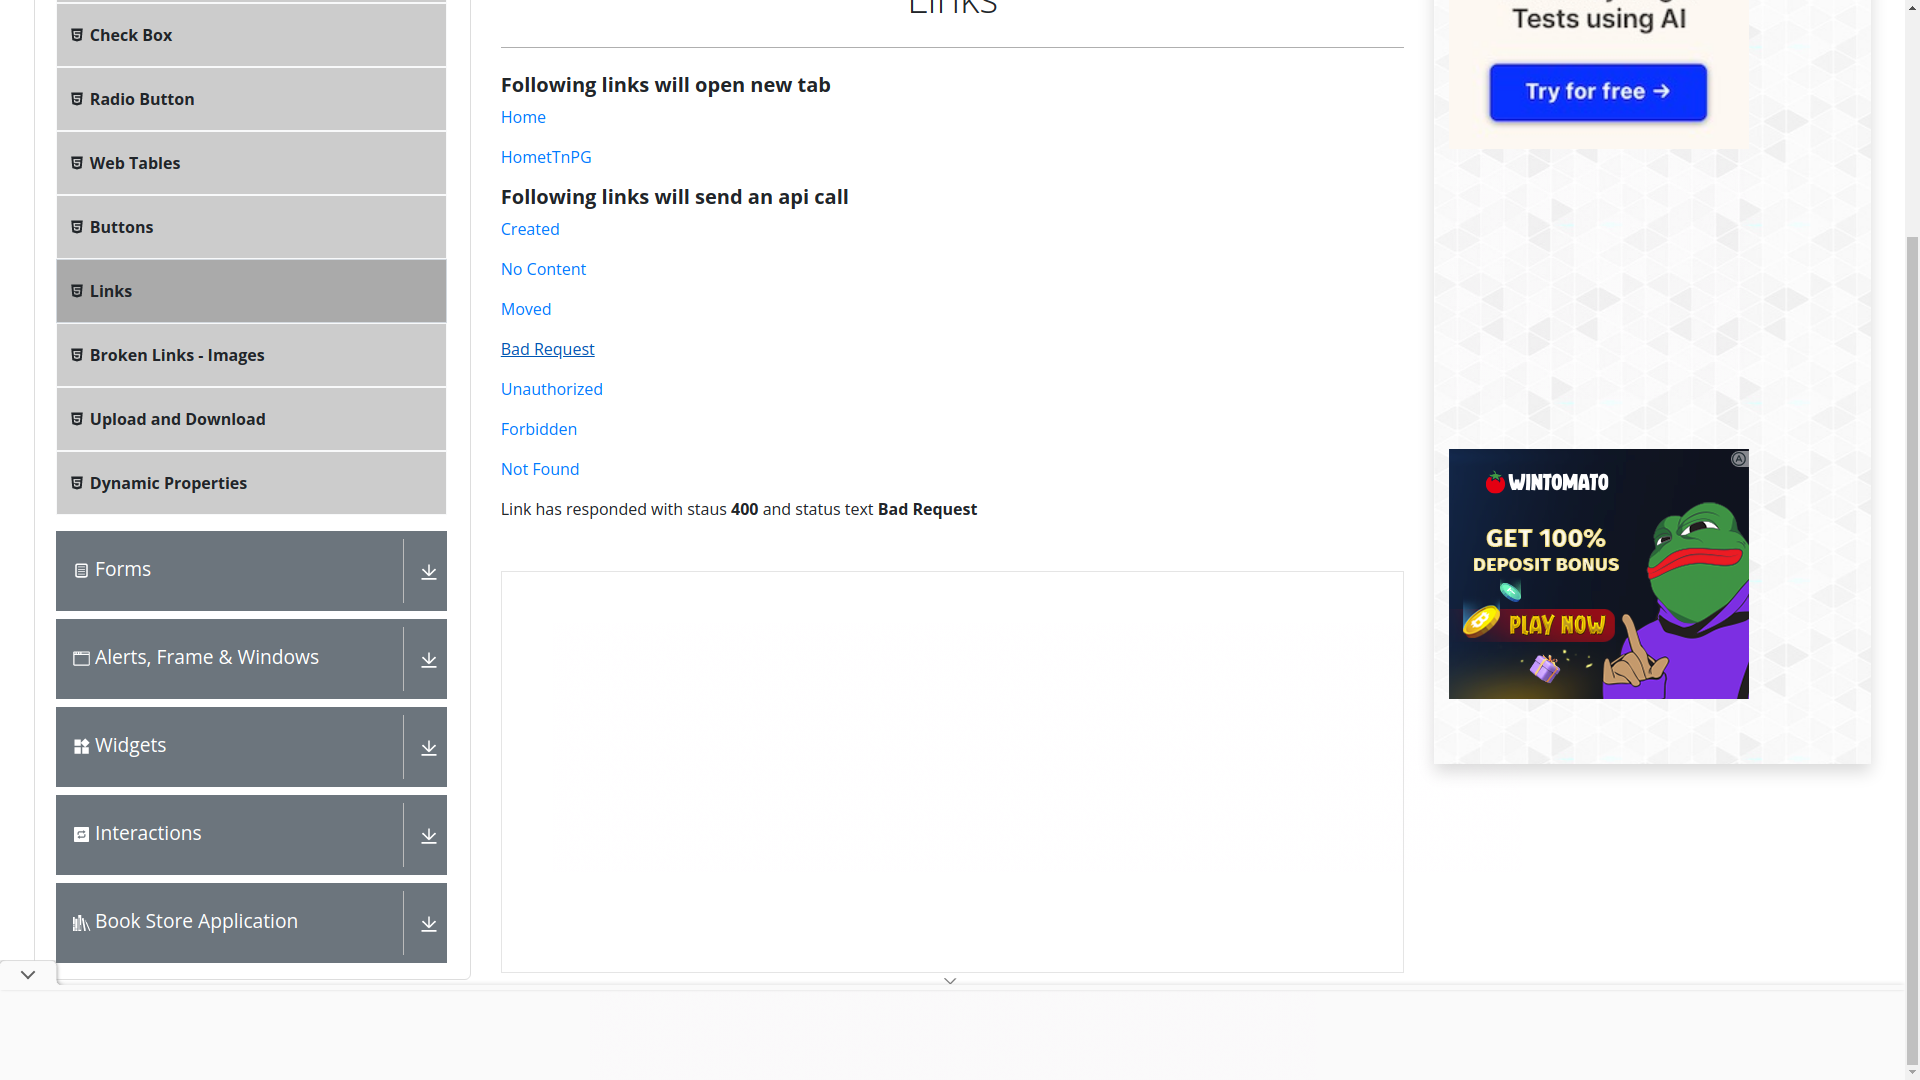 Links
Check Box
Radio Button
Web Tables
Buttons
Links
Broken Links - Images
Upload and Download
Dynamic Properties
Forms
Alerts, Frame & Windows
Widgets
Interactions
Book Store Application
Following links will open new tab
Home
HometTnPG
Following links will send an api call
Created
No Content
Moved
Bad Request
Unauthorized
Forbidden
Not Found
Link has responded with staus 400 and status text Bad Request
Tests using AI
Try for free →
WINTOMATO
GET 100%
DEPOSIT BONUS
PLAY NOW